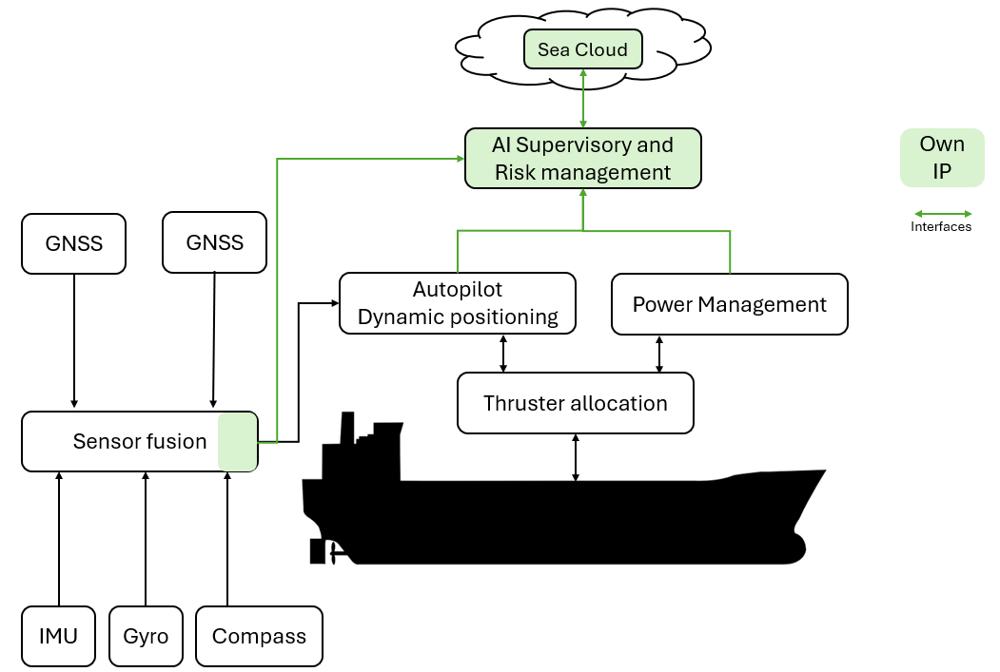 Sea Cloud
AI Supervisory and
Risk management
Own
IP
Interfaces
GNSS
GNSS
Autopilot
Dynamic positioning
Power Management
Thruster allocation
Sensor fusion
IMU
Gyro
Compass